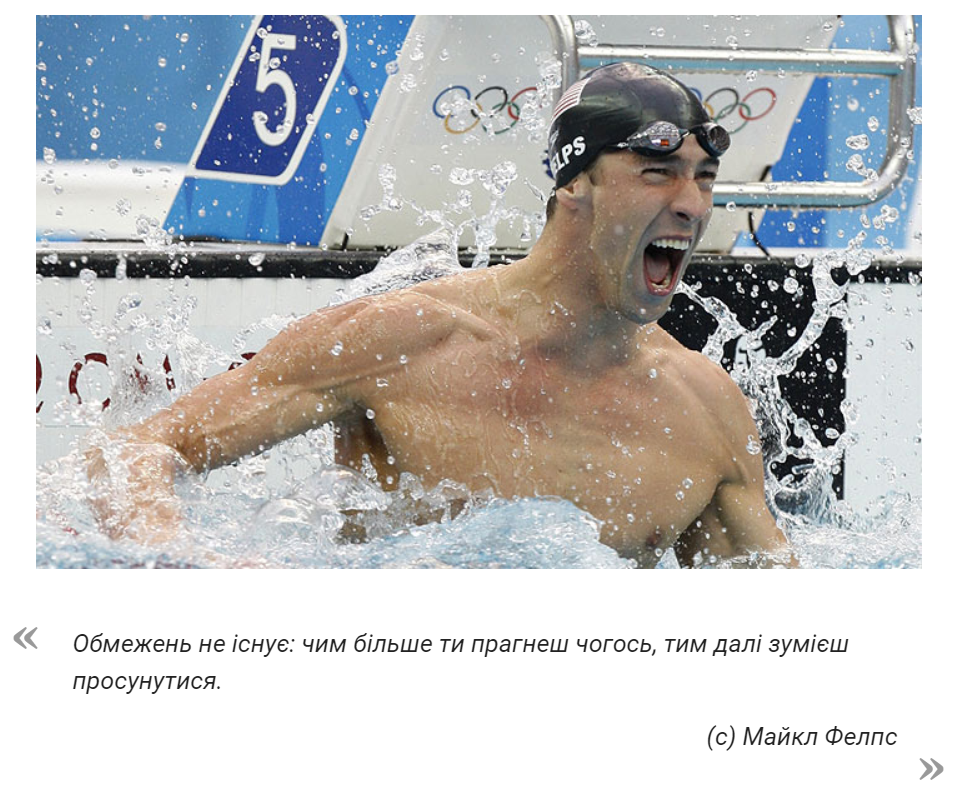 5
ELPS
«
Обмежень не існує: чим більше ти прагнеш чогось, тим далі зумієш
просунутися.
(с) Майкл Фелпс
»